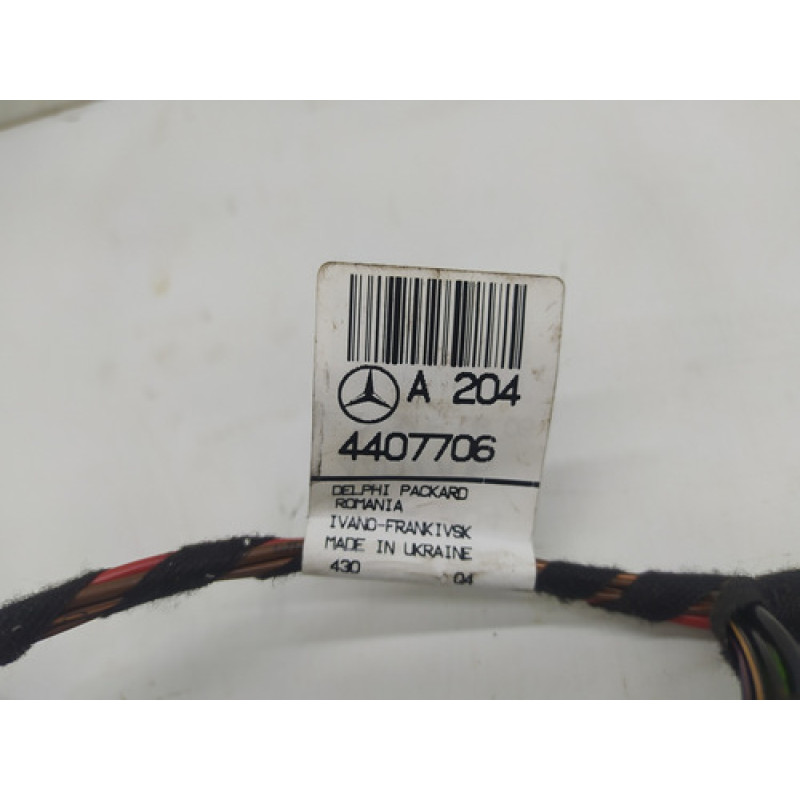 A 204
4407706
DELPHI PACKARD
ROMANIA
IVANO-FRANKIVSK
MADE IN UKRAINE
430 04